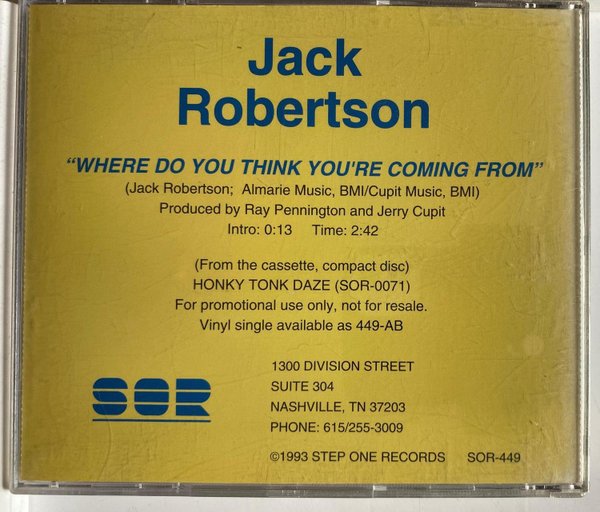 Jack
Robertson
“WHERE DO YOU THINK YOU'RE COMING FROM”
(Jack Robertson; Almarie Music, BMI/Cupit Music, BMI)
Produced by Ray Pennington and Jerry Cupit
Intro: 0:13 Time: 2:42
(From the cassette, compact disc)
HONKY TONK DAZE (SOR-0071)
For promotional use only, not for resale.
Vinyl single available as 449-AB
SOR
1300 DIVISION STREET
SUITE 304
NASHVILLE, TN 37203
PHONE: 615/255-3009
©1993 STEP ONE RECORDS SOR-449